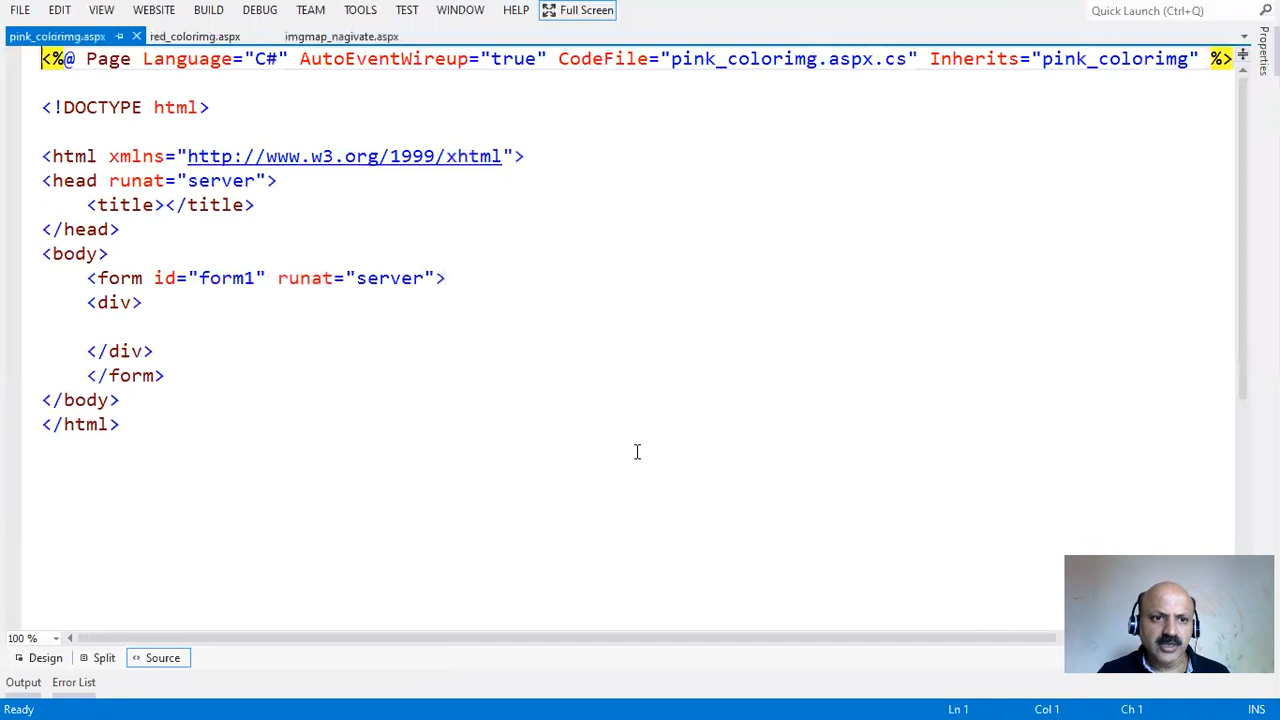 FILE EDIT VIEW WEBSITE BUILD DEBUG TEAM TOOLS TEST WINDOW HELP Full Screen Quick Launch (Ctrl+Q)
pink_colorimg.aspx red_colorimg.aspx imgmap_nagivate.aspx
Properties
<%@ Page Language="C#" AutoEventWireup="true" CodeFile="pink_colorimg.aspx.cs" Inherits="pink_colorimg" %>
<!DOCTYPE html>
<html xmlns="http://www.w3.org/1999/xhtml">
<head runat="server">
<title></title>
</head>
<body>
<form id="form1" runat="server">
<div>
</div>
</form>
</body>
</html>
100 %
Design Split Source
Output Error List
Ready Ln 1 Col 1 Ch 1 INS